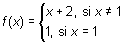 f(x) = { x + 2, si x ≠ 1
1, si x = 1